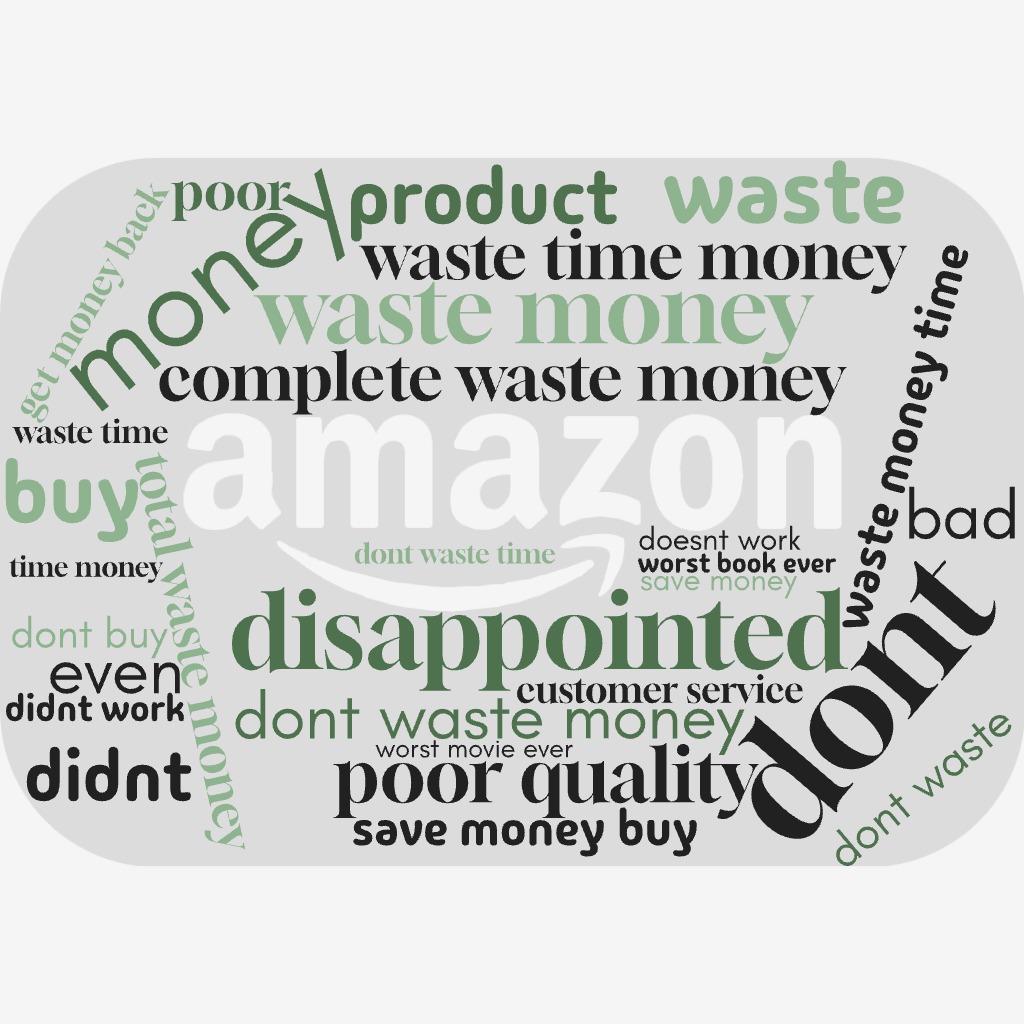 poor
product
waste
get money back
money
waste time money
waste money
complete waste money
waste money time
waste time
amazon
buy
total waste money
bad
dont waste time
doesnt work
worst book ever
save money
time money
disappointed
dont
dont buy
even
customer service
didnt work
dont waste money
worst movie ever
didnt
poor quality
dont waste
save money buy